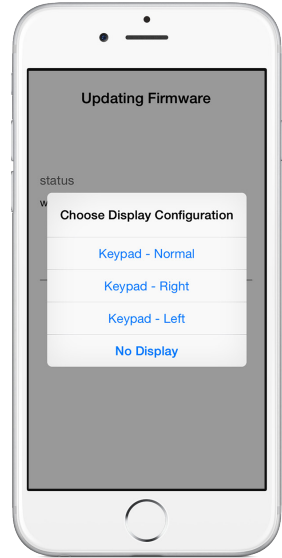 Updating Firmware
status
w
Choose Display Configuration
Keypad - Normal
Keypad - Right
Keypad - Left
No Display